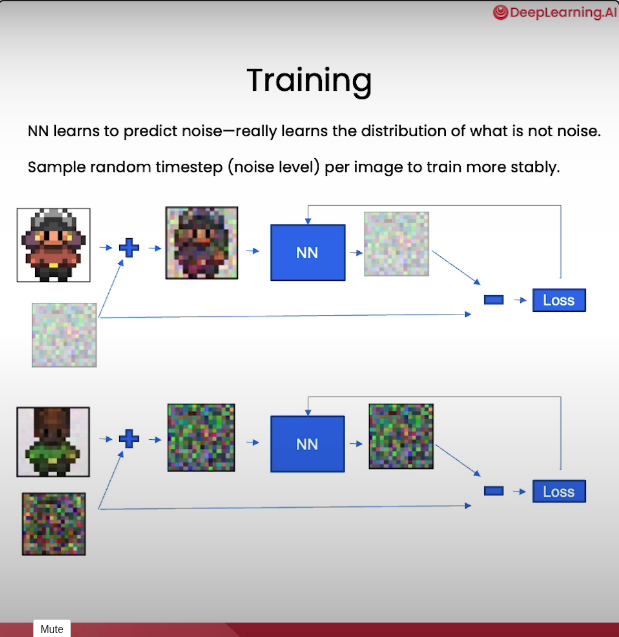 DeepLearning.AI
Training
NN learns to predict noise—really learns the distribution of what is not noise.
Sample random timestep (noise level) per image to train more stably.
NN
Loss
NN
Loss
Mute